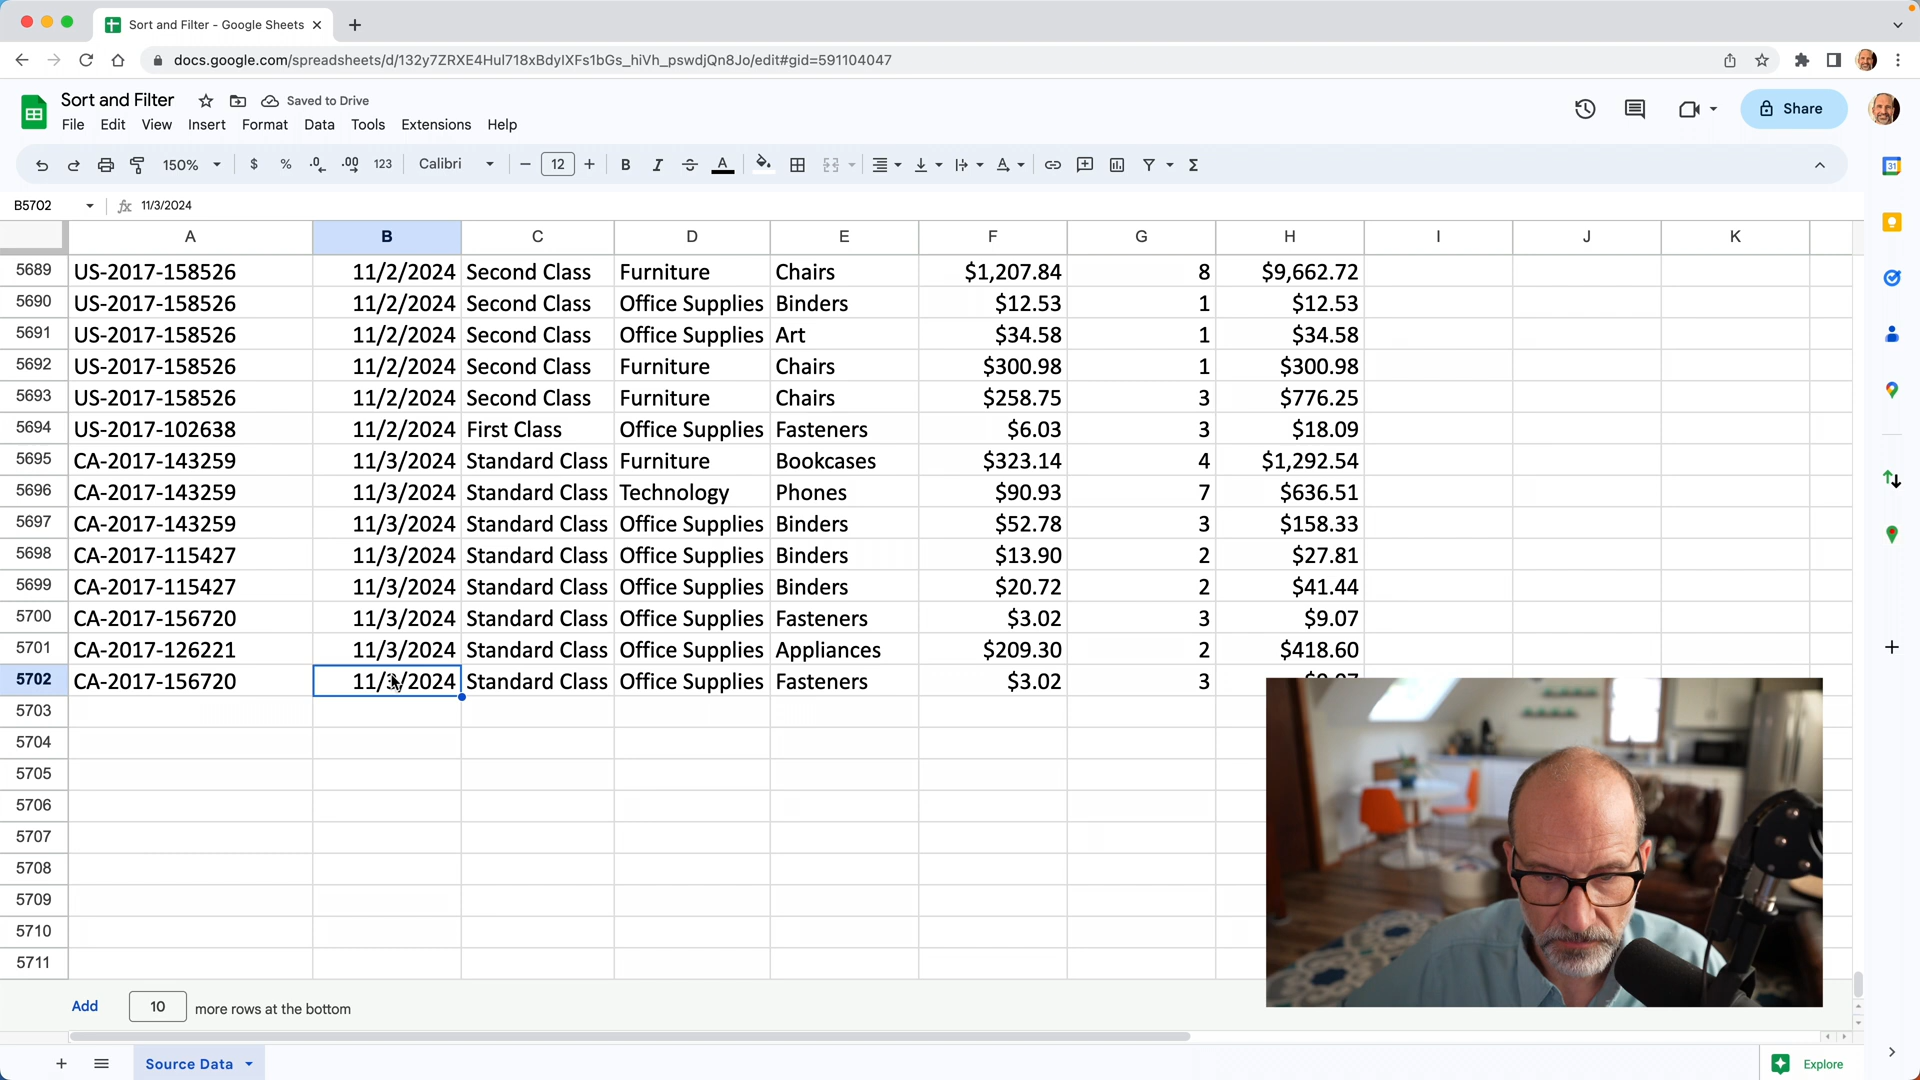 Sort and Filter - Google Sheets
docs.google.com/spreadsheets/d/132y7ZRXE4Hul718xBdyIXFs1bGs_hiVh_pswdjQn8Jo/edit#gid=591104047
Sort and Filter Saved to Drive
File Edit View Insert Format Data Tools Extensions Help
Share
150% $ % .0 .00 123 Calibri 12 B I A Σ
B5702 fx 11/3/2024
A B C D E F G H I J K
5689 US-2017-158526 11/2/2024 Second Class Furniture Chairs $1,207.84 8 $9,662.72
5690 US-2017-158526 11/2/2024 Second Class Office Supplies Binders $12.53 1 $12.53
5691 US-2017-158526 11/2/2024 Second Class Office Supplies Art $34.58 1 $34.58
5692 US-2017-158526 11/2/2024 Second Class Furniture Chairs $300.98 1 $300.98
5693 US-2017-158526 11/2/2024 Second Class Furniture Chairs $258.75 3 $776.25
5694 US-2017-102638 11/2/2024 First Class Office Supplies Fasteners $6.03 3 $18.09
5695 CA-2017-143259 11/3/2024 Standard Class Furniture Bookcases $323.14 4 $1,292.54
5696 CA-2017-143259 11/3/2024 Standard Class Technology Phones $90.93 7 $636.51
5697 CA-2017-143259 11/3/2024 Standard Class Office Supplies Binders $52.78 3 $158.33
5698 CA-2017-115427 11/3/2024 Standard Class Office Supplies Binders $13.90 2 $27.81
5699 CA-2017-115427 11/3/2024 Standard Class Office Supplies Binders $20.72 2 $41.44
5700 CA-2017-156720 11/3/2024 Standard Class Office Supplies Fasteners $3.02 3 $9.07
5701 CA-2017-126221 11/3/2024 Standard Class Office Supplies Appliances $209.30 2 $418.60
5702 CA-2017-156720 11/3/2024 Standard Class Office Supplies Fasteners $3.02 3
5703
5704
5705
5706
5707
5708
5709
5710
5711
Add 10 more rows at the bottom
Source Data
Explore